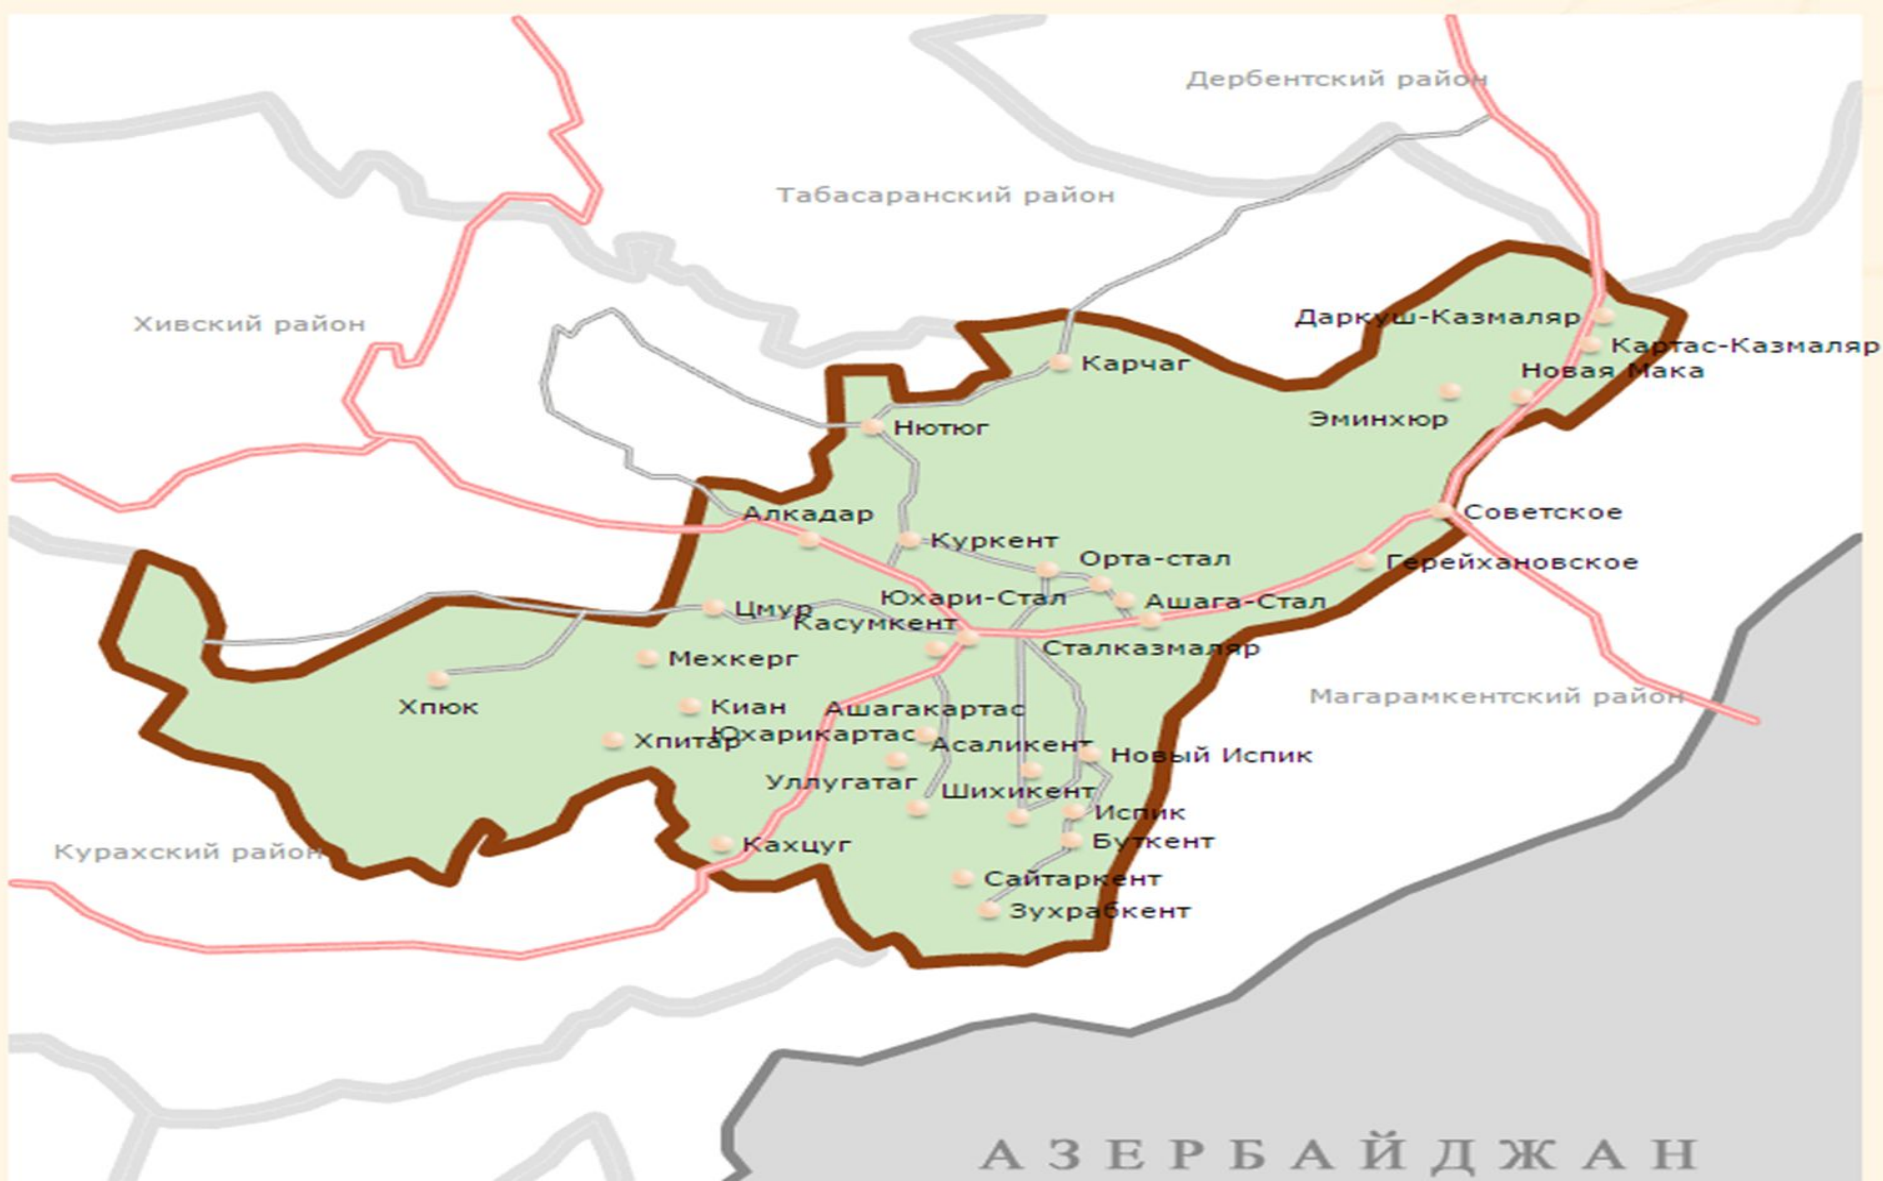 Дербентский район
Табасаранский район
Хивский район
Даркуш-Казмаляр
Картас-Казмаляр
Карчаг
Новая Мака
Эминхюр
Нютюг
Алкадар
Советское
Куркент
Орта-стал
Герейхановское
Юхари-Стал
Ашага-Стал
Цмур
Касумкент
Сталказмаляр
Мехкерг
Магарамкентский район
Хпюк
Киан
Ашагакартас
Юхарикартас
Хпитар
Асаликент
Новый Испик
Уллугатаг
Шихикент
Испик
Буткент
Кахцуг
Курахский район
Сайтаркент
Зухрабкент
АЗЕРБАЙДЖАН